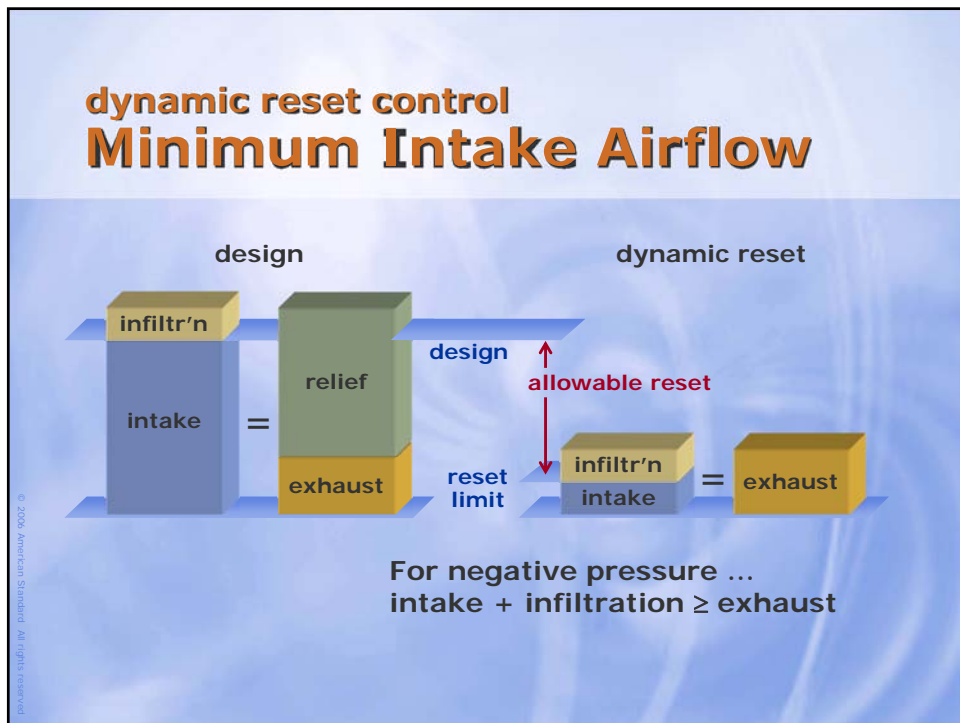 dynamic reset control
Minimum Intake Airflow
design
dynamic reset
infiltr'n
design
relief
allowable reset
intake
=
exhaust
reset
limit
infiltr'n
intake
=
exhaust
For negative pressure ...
intake + infiltration ≥ exhaust
© 2006 American Standard All rights reserved